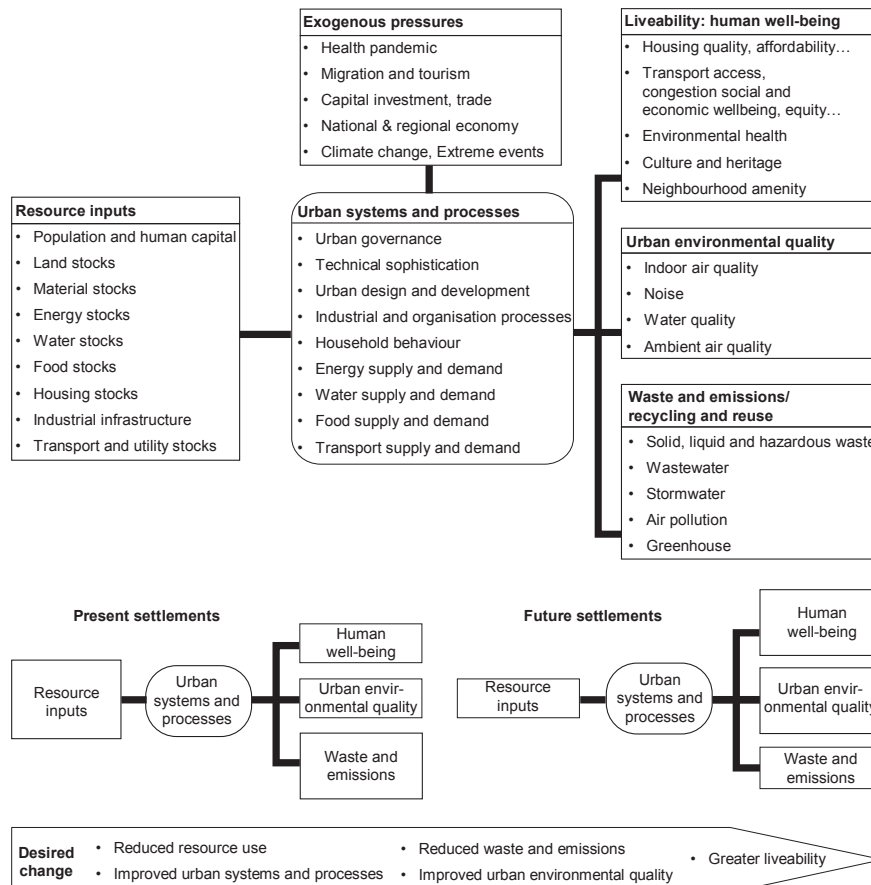 Exogenous pressures
• Health pandemic
• Migration and tourism
• Capital investment, trade
• National & regional economy
• Climate change, Extreme events
Liveability: human well-being
• Housing quality, affordability…
• Transport access,
congestion social and
economic wellbeing, equity…
• Environmental health
• Culture and heritage
• Neighbourhood amenity
Resource inputs
• Population and human capital
• Land stocks
• Material stocks
• Energy stocks
• Water stocks
• Food stocks
• Housing stocks
• Industrial infrastructure
• Transport and utility stocks
Urban systems and processes
• Urban governance
• Technical sophistication
• Urban design and development
• Industrial and organisation processes
• Household behaviour
• Energy supply and demand
• Water supply and demand
• Food supply and demand
• Transport supply and demand
Urban environmental quality
• Indoor air quality
• Noise
• Water quality
• Ambient air quality
Waste and emissions/
recycling and reuse
• Solid, liquid and hazardous waste
• Wastewater
• Stormwater
• Air pollution
• Greenhouse
Present settlements
Resource
inputs
Urban
systems and
processes
Human
well-being
Urban envir-
onmental quality
Waste and
emissions
Future settlements
Resource
inputs
Urban
systems and
processes
Human
well-being
Urban envir-
onmental quality
Waste and
emissions
Desired
change
• Reduced resource use
• Improved urban systems and processes
• Reduced waste and emissions
• Improved urban environmental quality
• Greater liveability